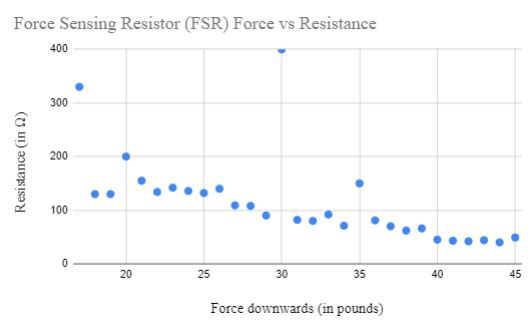 Force Sensing Resistor (FSR) Force vs Resistance
400
300
200
100
0
Resistance (in Ω)
20 25 30 35 40 45
Force downwards (in pounds)